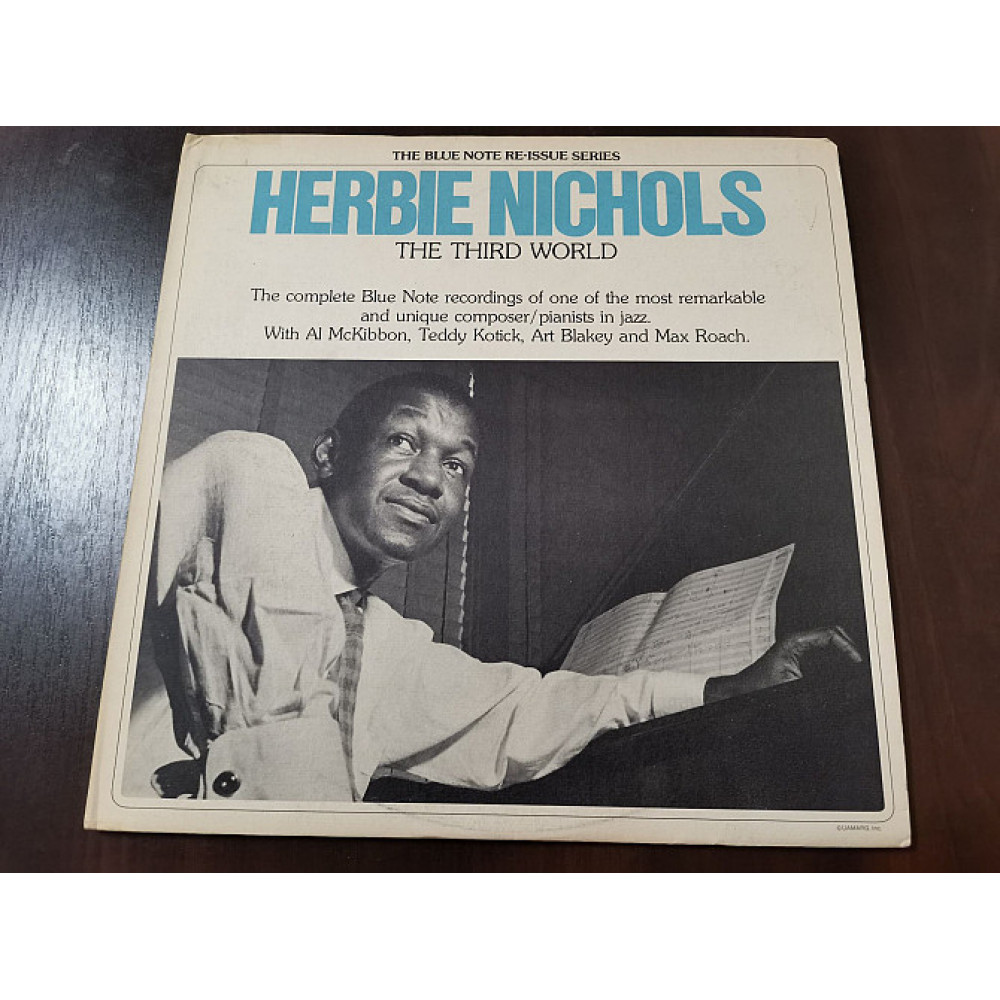 THE BLUE NOTE RE-ISSUE SERIES
HERBIE NICHOLS
THE THIRD WORLD
The complete Blue Note recordings of one of the most remarkable
and unique composer/pianists in jazz.
With Al McKibbon, Teddy Kotick, Art Blakey and Max Roach.
©UAMARG, Inc.